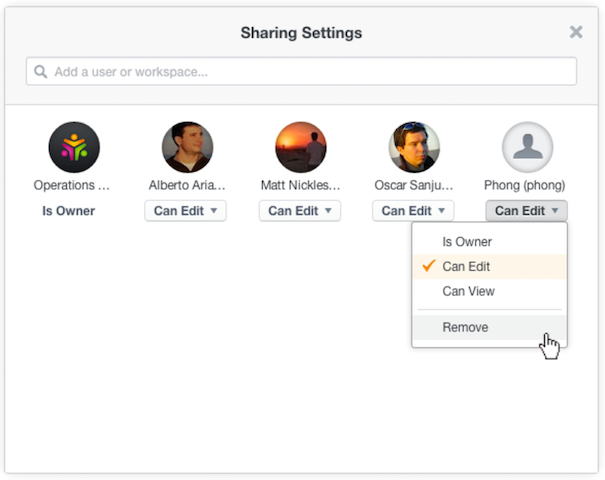 Sharing Settings
Add a user or workspace...
Operations ...
Alberto Aria...
Matt Nickles...
Oscar Sanju...
Phong (phong)
Is Owner
Can Edit
Can Edit
Can Edit
Can Edit
Is Owner
Can Edit
Can View
Remove